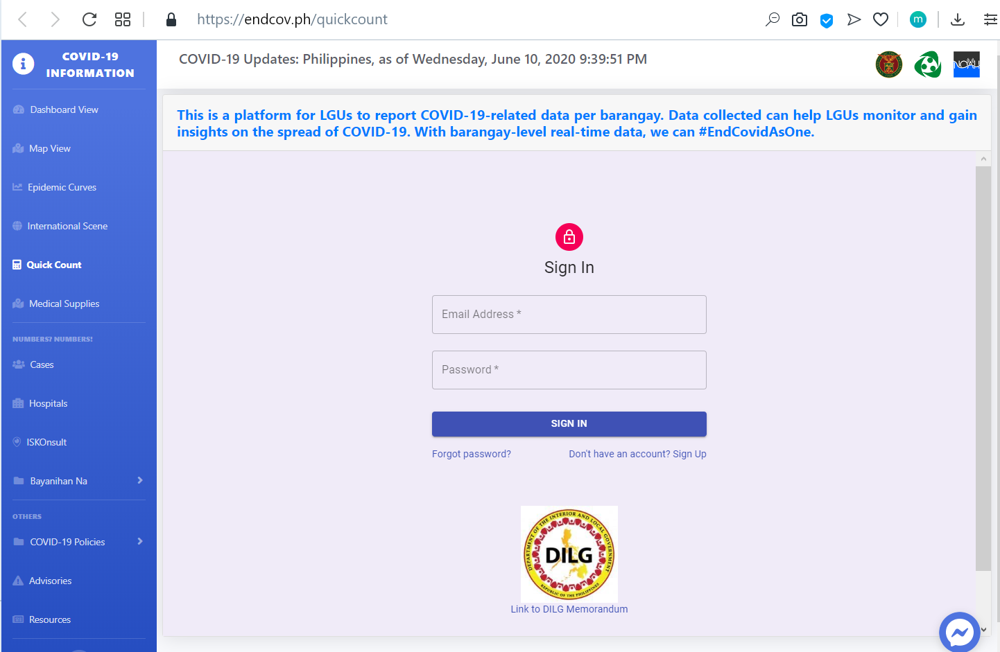 https://endcov.ph/quickcount
m
COVID-19
INFORMATION
Dashboard View
Map View
Epidemic Curves
International Scene
Quick Count
Medical Supplies
NUMBERS? NUMBERS!
Cases
Hospitals
ISKOnsult
Bayanihan Na
OTHERS
COVID-19 Policies
Advisories
Resources
COVID-19 Updates: Philippines, as of Wednesday, June 10, 2020 9:39:51 PM
NOAH
This is a platform for LGUs to report COVID-19-related data per barangay. Data collected can help LGUs monitor and gain
insights on the spread of COVID-19. With barangay-level real-time data, we can #EndCovidAsOne.
Sign In
Email Address *
Password *
SIGN IN
Forgot password?
Don't have an account? Sign Up
DEPARTMENT OF THE INTERIOR AND LOCAL GOVERNMENT
DILG
REPUBLIC OF THE PHILIPPINES
Link to DILG Memorandum